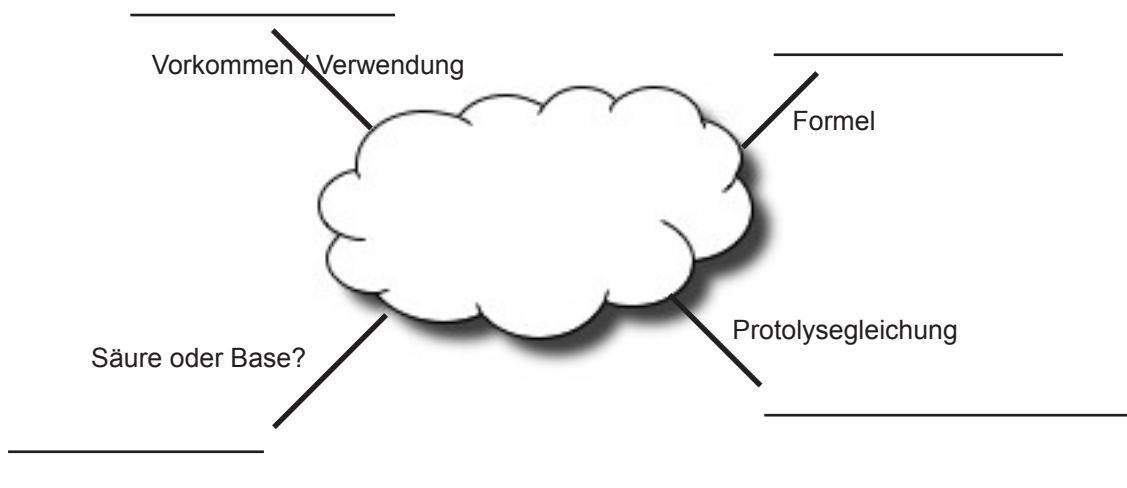 Vorkommen / Verwendung
Formel
Protolysegleichung
Säure oder Base?